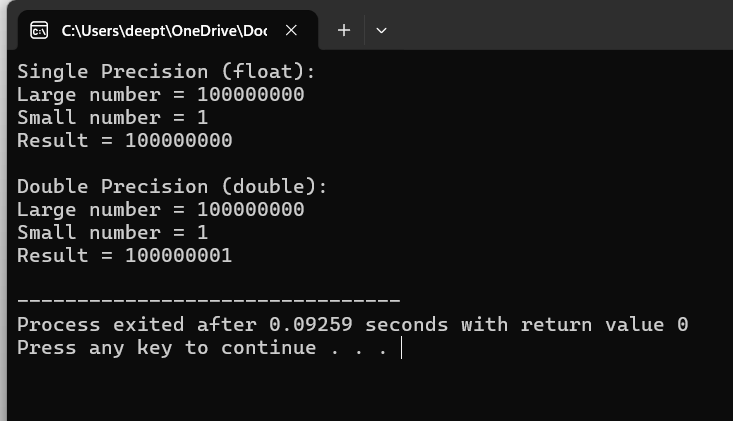 C:\Users\deept\OneDrive\Doc
Single Precision (float):
Large number = 100000000
Small number = 1
Result = 100000000
Double Precision (double):
Large number = 100000000
Small number = 1
Result = 100000001
--------------------------------
Process exited after 0.09259 seconds with return value 0
Press any key to continue . . .